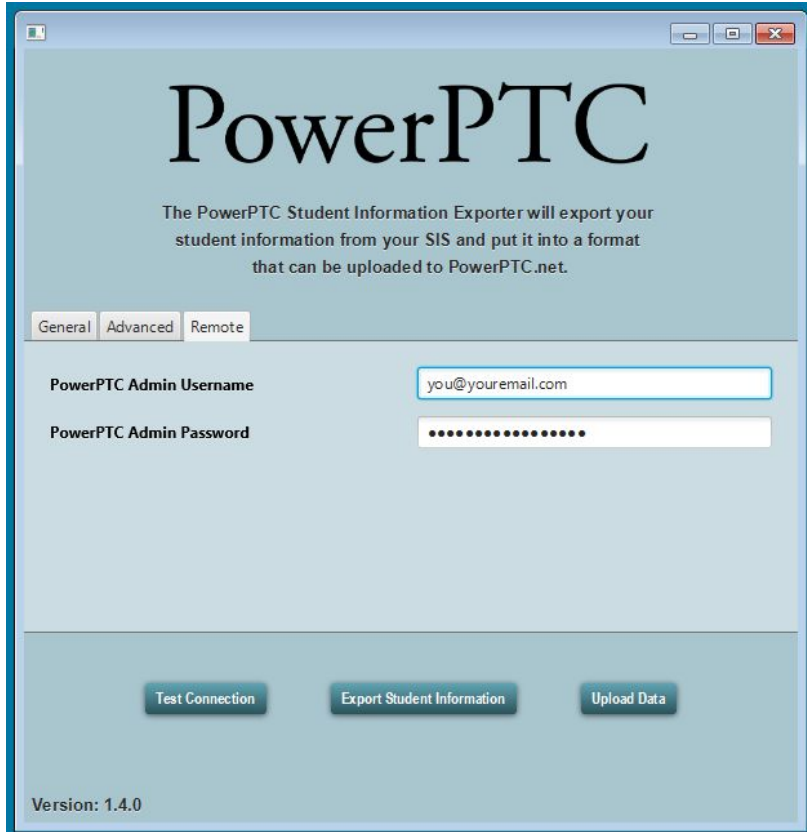 PowerPTC
The PowerPTC Student Information Exporter will export your
student information from your SIS and put it into a format
that can be uploaded to PowerPTC.net.
General Advanced Remote
PowerPTC Admin Username you@youremail.com
PowerPTC Admin Password •••••••••••••••••
Test Connection Export Student Information Upload Data
Version: 1.4.0